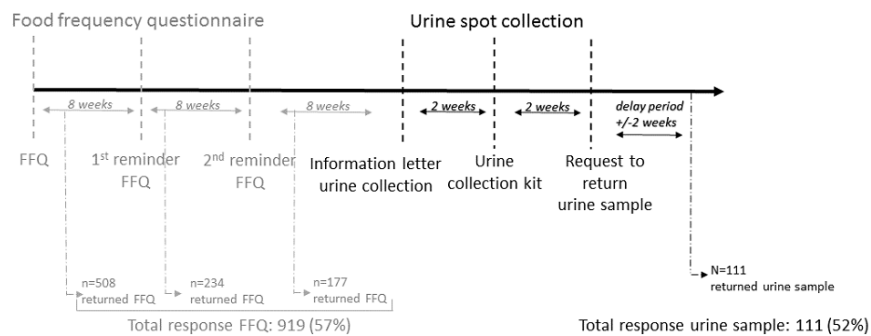 Food frequency questionnaire
Urine spot collection
8 weeks
8 weeks
8 weeks
2 weeks
2 weeks
delay period
+/-2 weeks
FFQ
1st reminder
FFQ
2nd reminder
FFQ
Information letter
urine collection
Urine
collection kit
Request to
return
urine sample
n=508
returned FFQ
n=234
returned FFQ
n=177
returned FFQ
N=111
returned urine sample
Total response FFQ: 919 (57%)
Total response urine sample: 111 (52%)